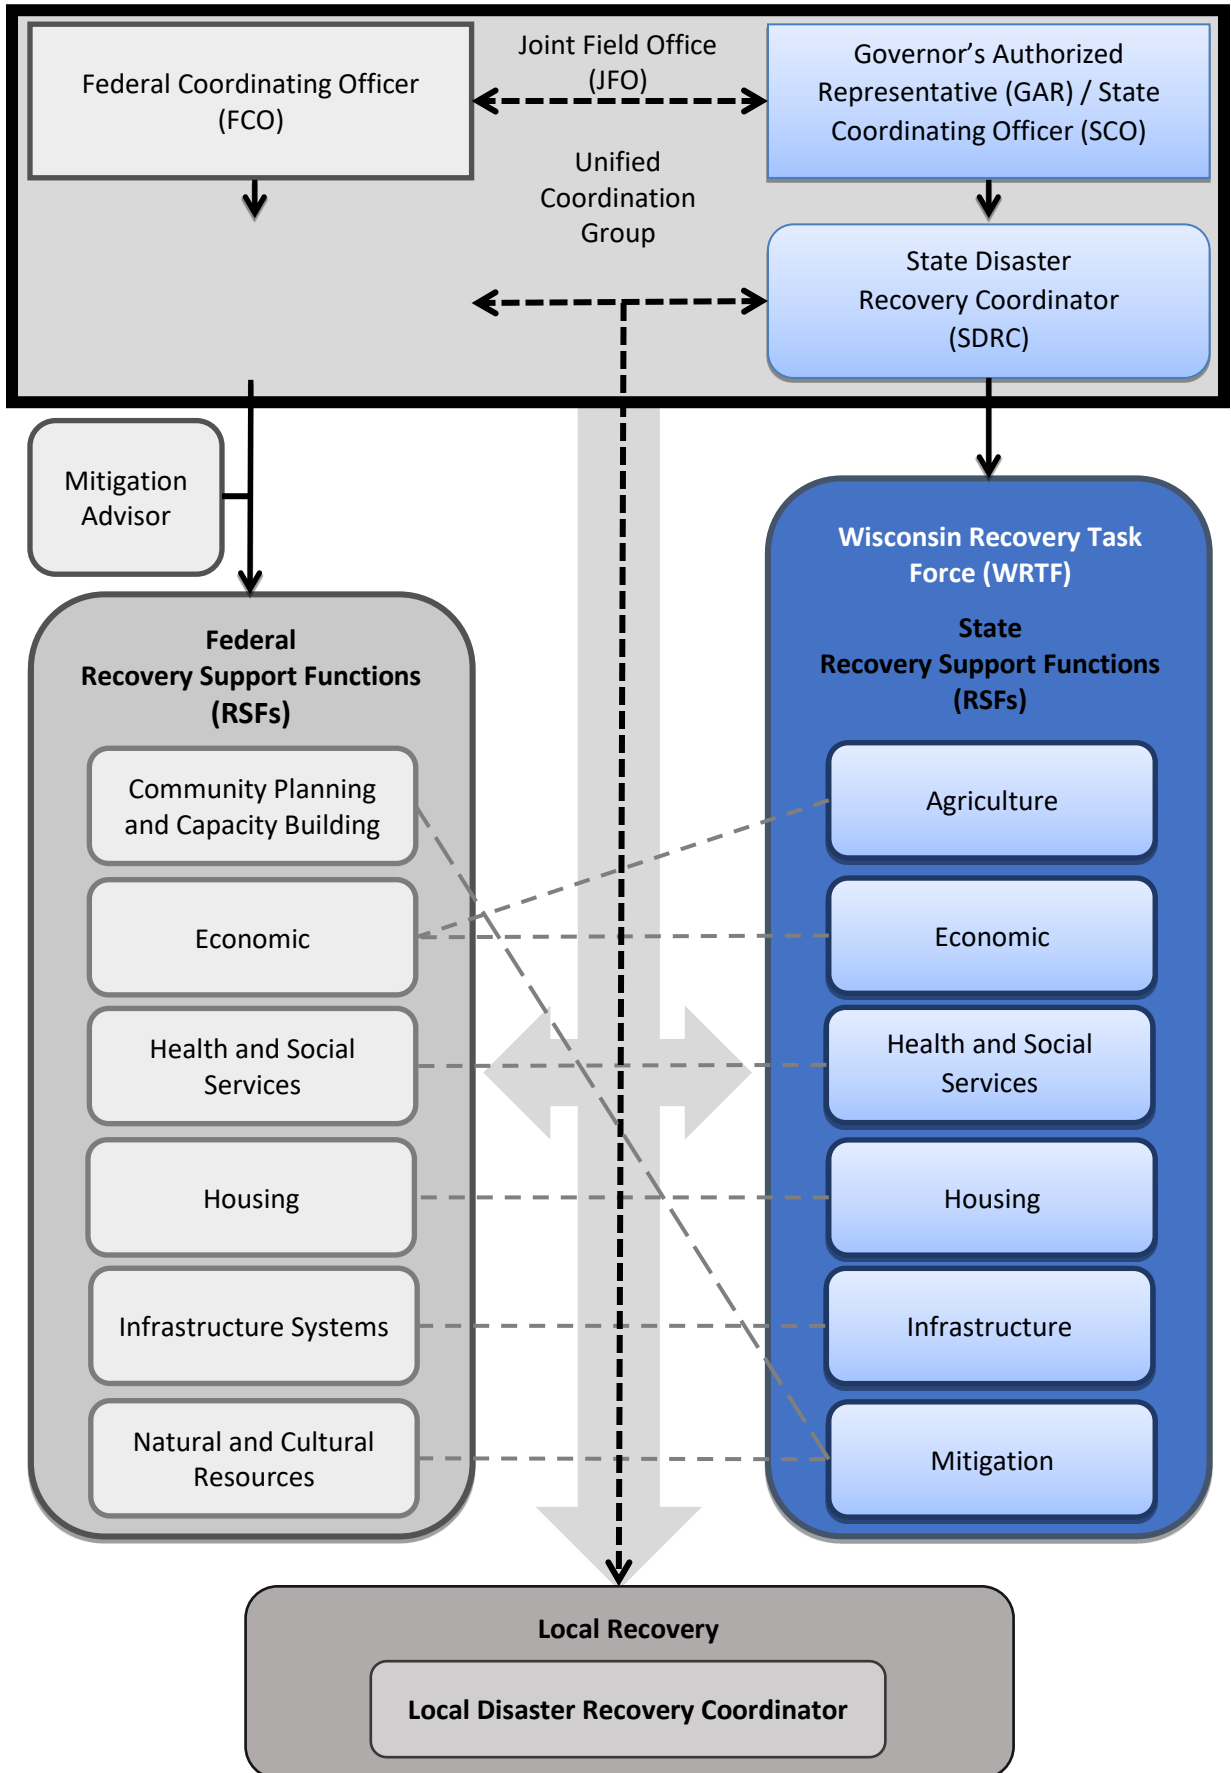 Federal Coordinating Officer
(FCO)
Joint Field Office
(JFO)
Governor’s Authorized
Representative (GAR) / State
Coordinating Officer (SCO)
Unified
Coordination
Group
State Disaster
Recovery Coordinator
(SDRC)
Mitigation
Advisor
Federal
Recovery Support Functions
(RSFs)
Community Planning
and Capacity Building
Economic
Health and Social
Services
Housing
Infrastructure Systems
Natural and Cultural
Resources
Wisconsin Recovery Task
Force (WRTF)
State
Recovery Support Functions
(RSFs)
Agriculture
Economic
Health and Social
Services
Housing
Infrastructure
Mitigation
Local Recovery
Local Disaster Recovery Coordinator